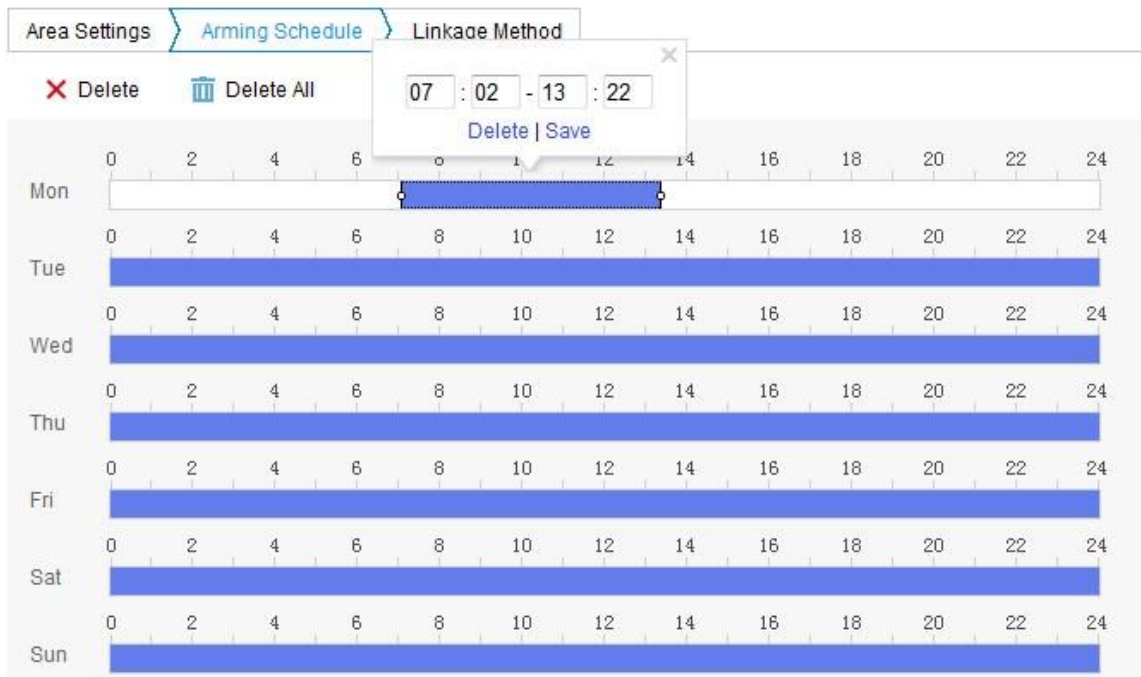 Area Settings Arming Schedule Linkage Method
Delete Delete All
07 : 02 - 13 : 22
Delete | Save
0 2 4 6 8 10 12 14 16 18 20 22 24
Mon
0 2 4 6 8 10 12 14 16 18 20 22 24
Tue
0 2 4 6 8 10 12 14 16 18 20 22 24
Wed
0 2 4 6 8 10 12 14 16 18 20 22 24
Thu
0 2 4 6 8 10 12 14 16 18 20 22 24
Fri
0 2 4 6 8 10 12 14 16 18 20 22 24
Sat
0 2 4 6 8 10 12 14 16 18 20 22 24
Sun